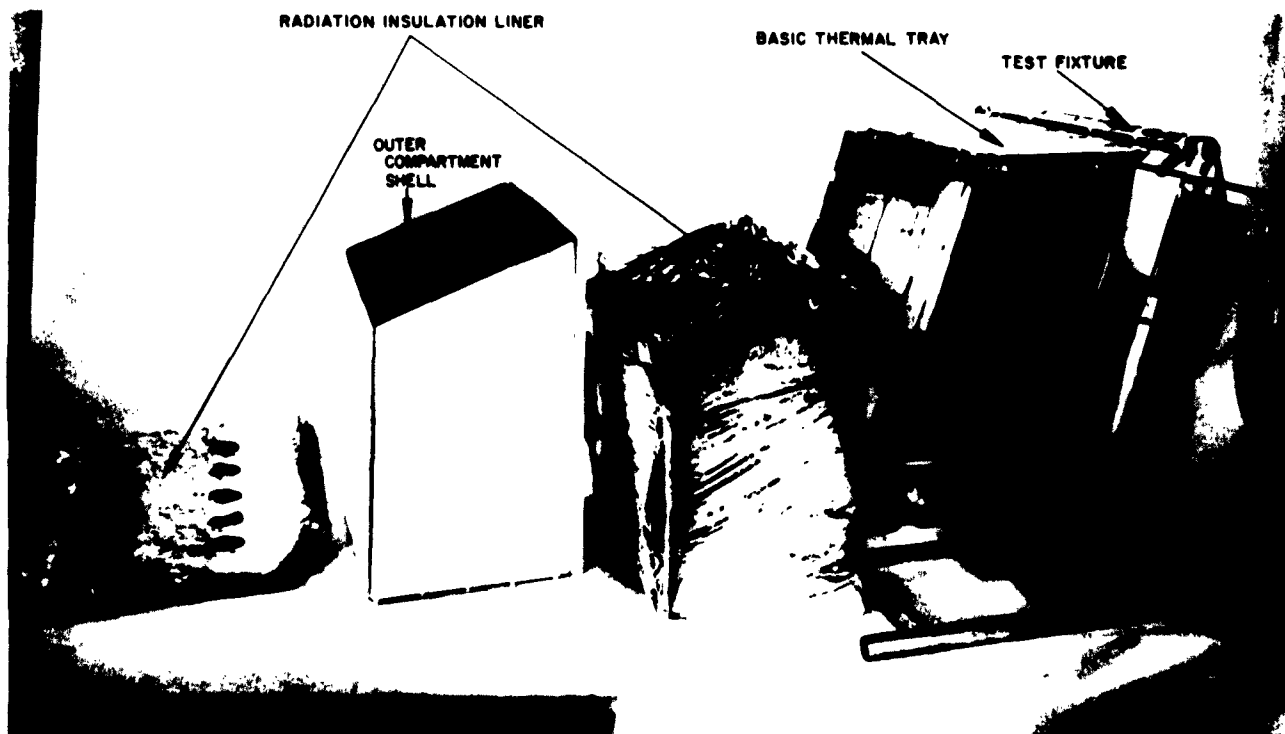 RADIATION INSULATION LINER
BASIC THERMAL TRAY
TEST FIXTURE
OUTER
COMPARTMENT
SHELL